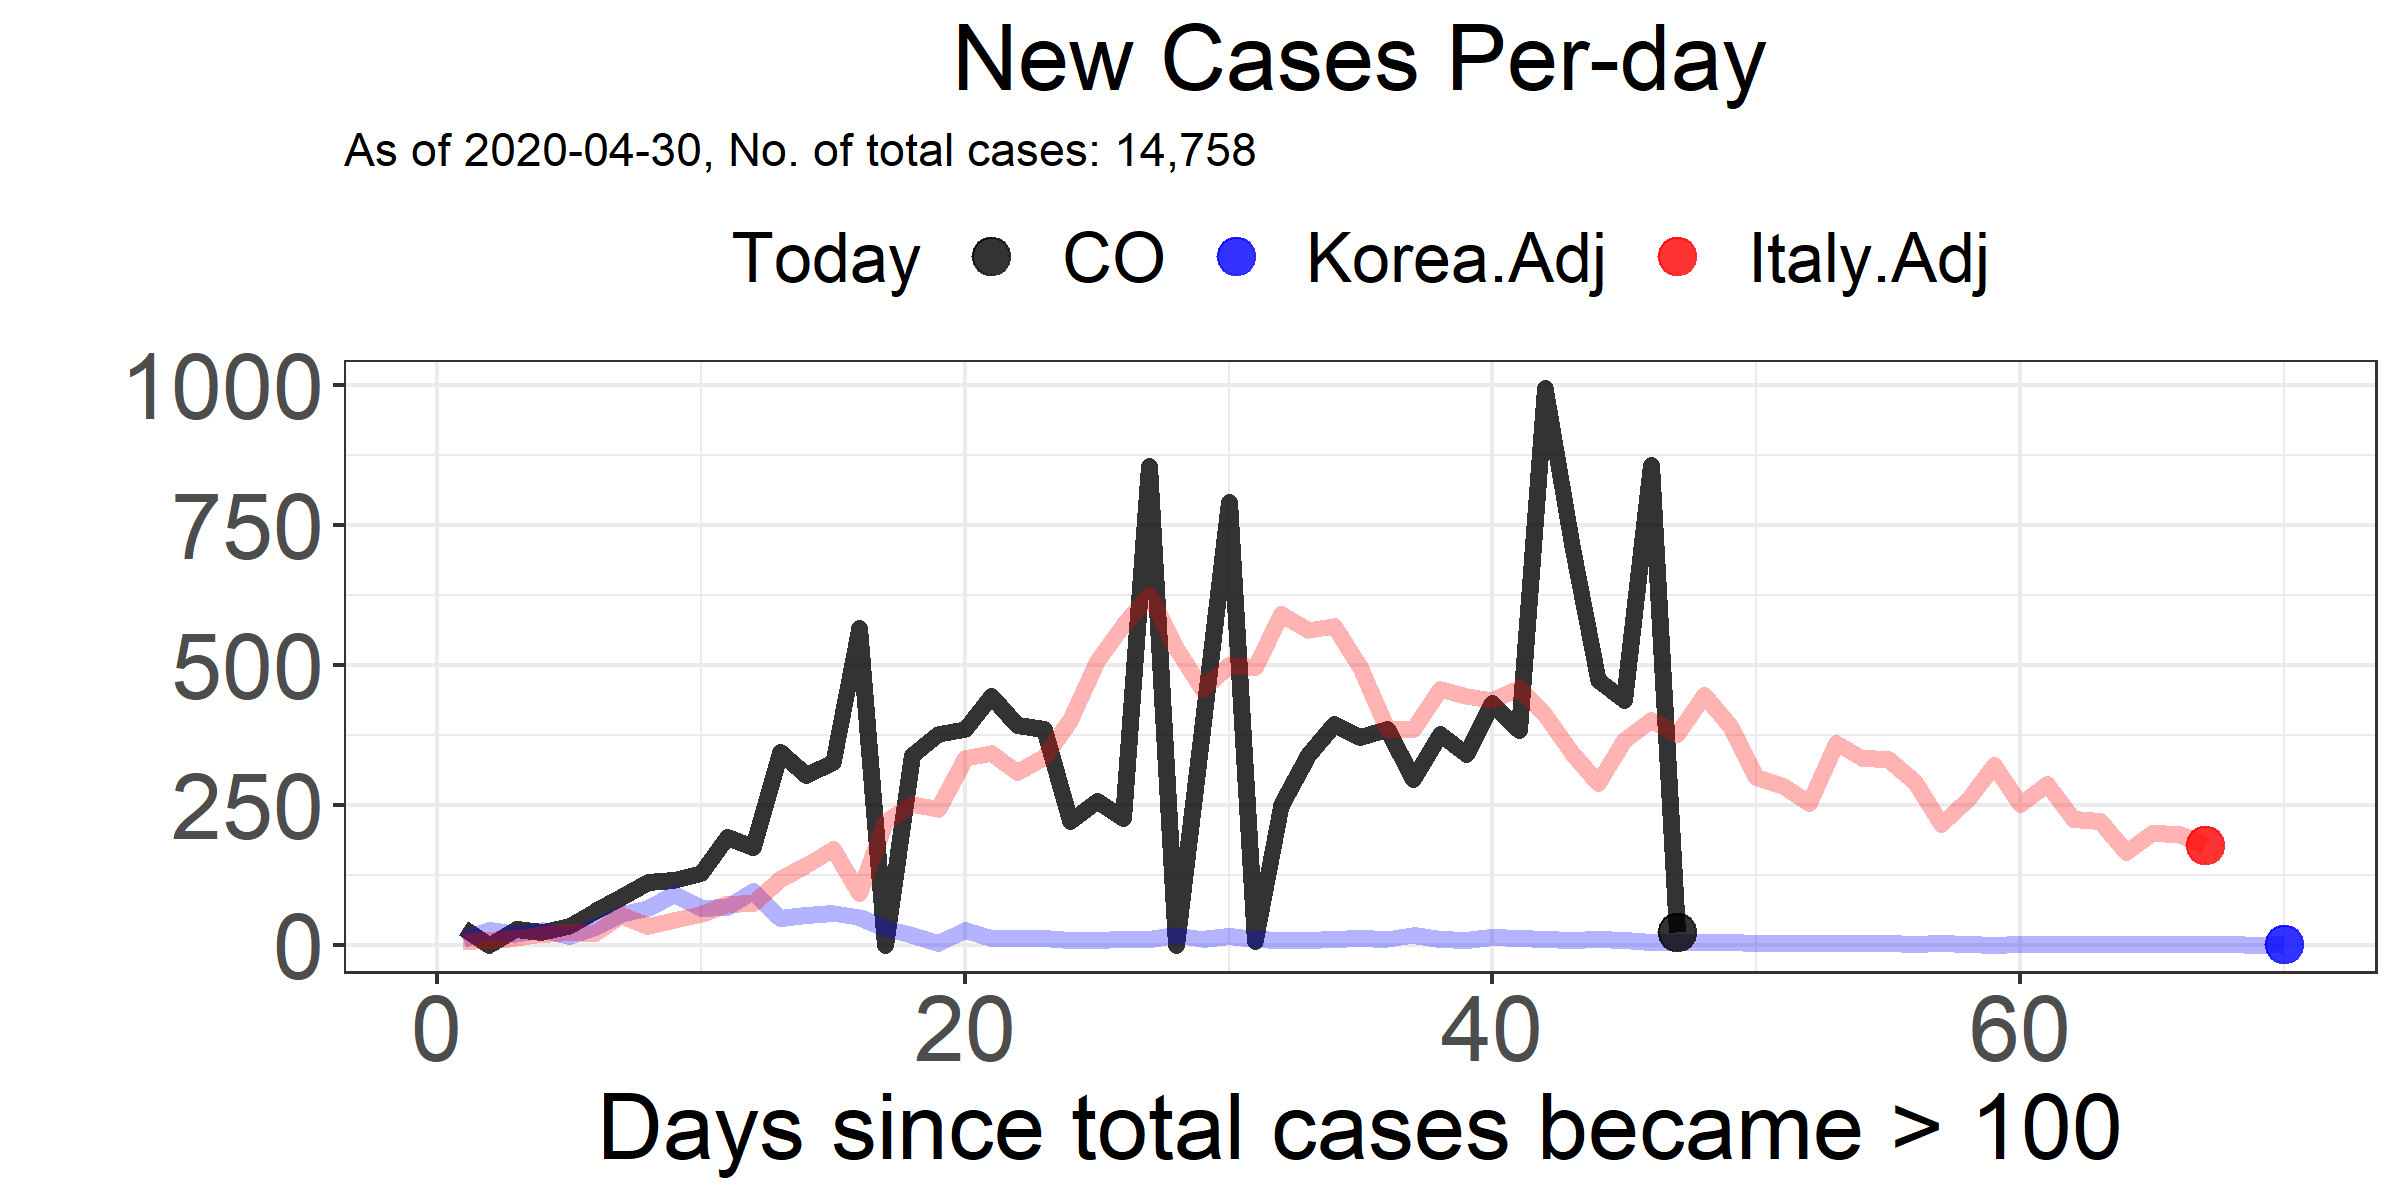 New Cases Per-day
As of 2020-04-30, No. of total cases: 14,758
Today CO Korea.Adj Italy.Adj
1000
750
500
250
0
0 20 40 60
Days since total cases became > 100